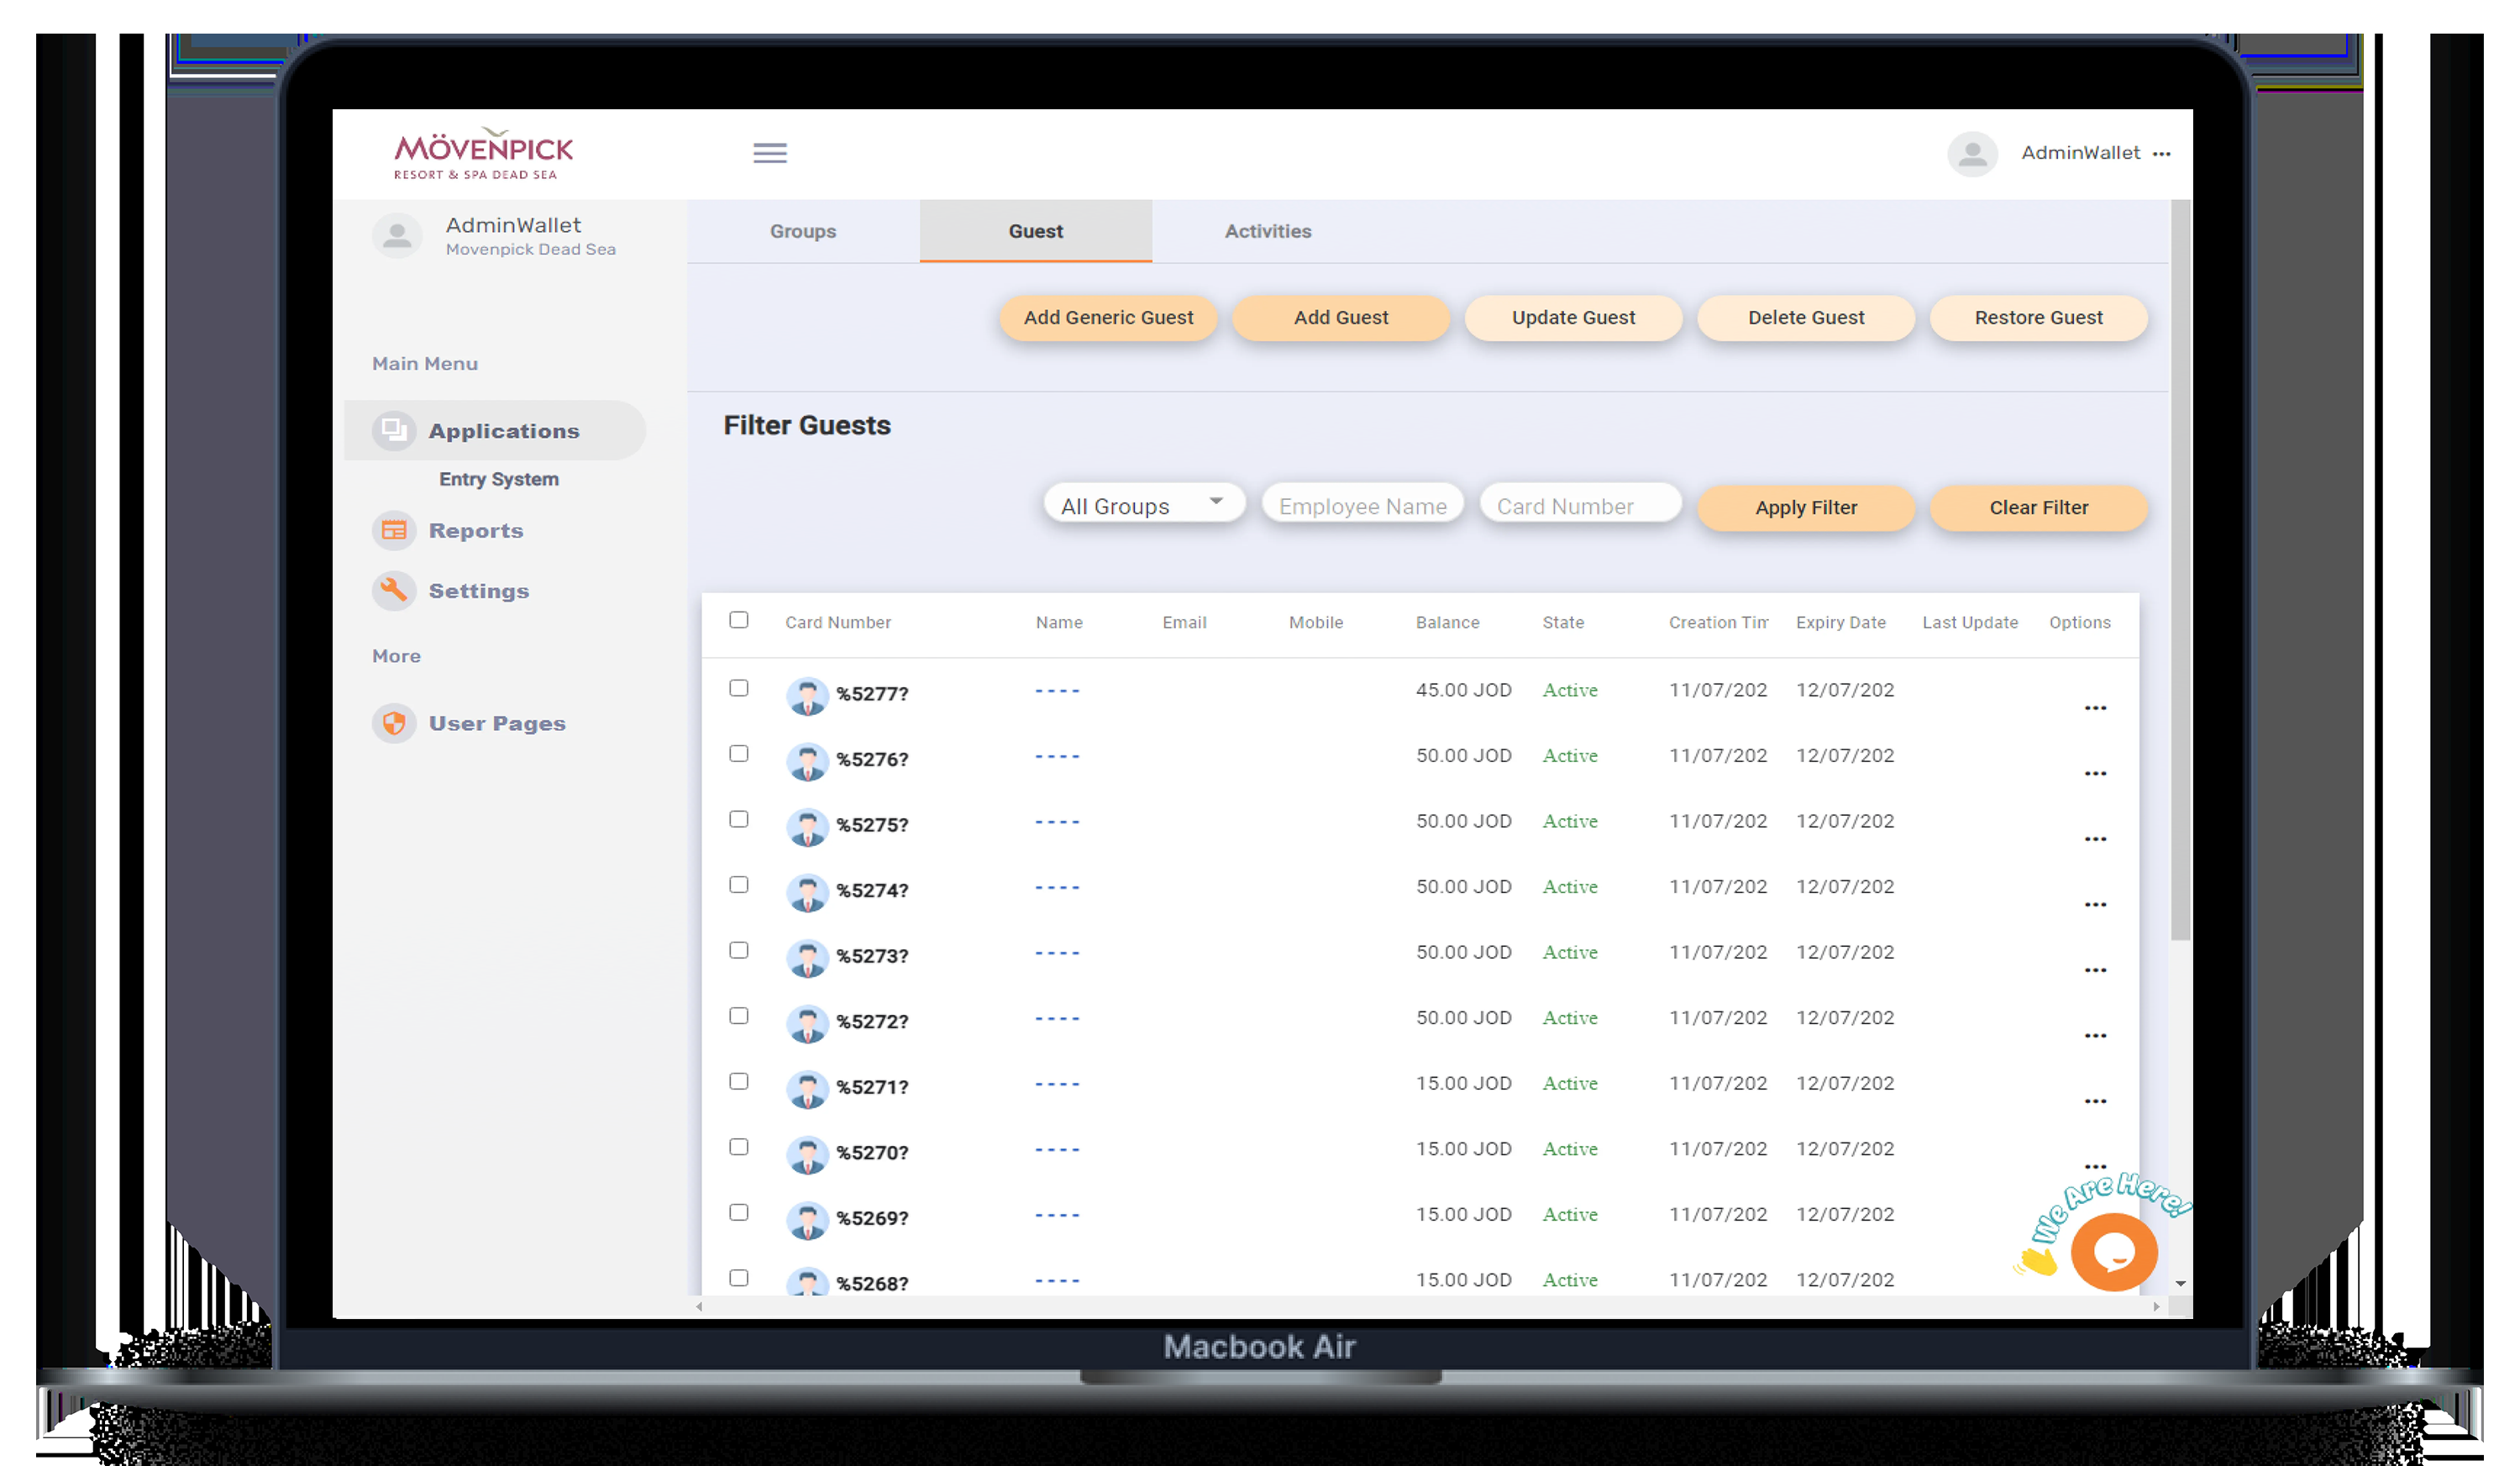 MÖVENPICK
RESORT & SPA DEAD SEA
AdminWallet ...
AdminWallet
Movenpick Dead Sea
Main Menu
Applications
Entry System
Reports
Settings
More
User Pages
Groups Guest Activities
Add Generic Guest Add Guest Update Guest Delete Guest Restore Guest
Filter Guests
All Groups Employee Name Card Number Apply Filter Clear Filter
Card Number Name Email Mobile Balance State Creation Tim Expiry Date Last Update Options
%5277? ---- 45.00 JOD Active 11/07/202 12/07/202 ...
%5276? ---- 50.00 JOD Active 11/07/202 12/07/202 ...
%5275? ---- 50.00 JOD Active 11/07/202 12/07/202 ...
%5274? ---- 50.00 JOD Active 11/07/202 12/07/202 ...
%5273? ---- 50.00 JOD Active 11/07/202 12/07/202 ...
%5272? ---- 50.00 JOD Active 11/07/202 12/07/202 ...
%5271? ---- 15.00 JOD Active 11/07/202 12/07/202 ...
%5270? ---- 15.00 JOD Active 11/07/202 12/07/202 ...
%5269? ---- 15.00 JOD Active 11/07/202 12/07/202
%5268? ---- 15.00 JOD Active 11/07/202 12/07/202
We Are Here!
Macbook Air